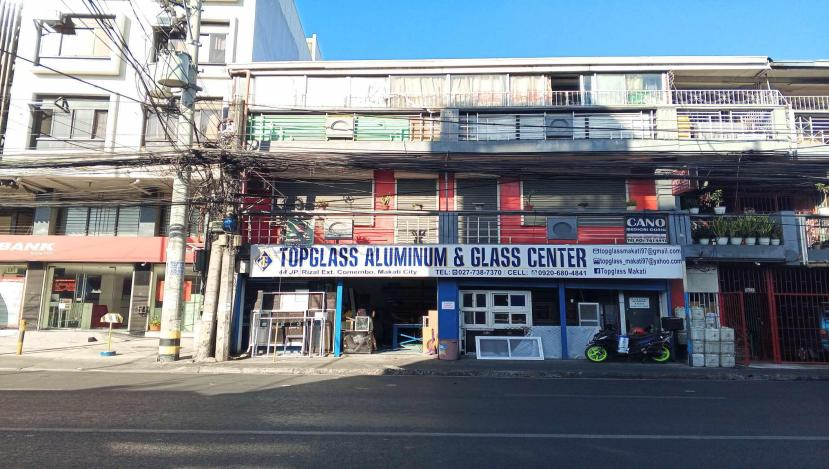 BANK
TOPGLASS ALUMINUM & GLASS CENTER
44 JP. Rizal Ext. Comembo, Makati City
TEL: 027-738-7370 | CELL: 0920-680-4841
topglassmakati97@gmail.com
topglass_makati97@yahoo.com
Topglass Makati
CANO